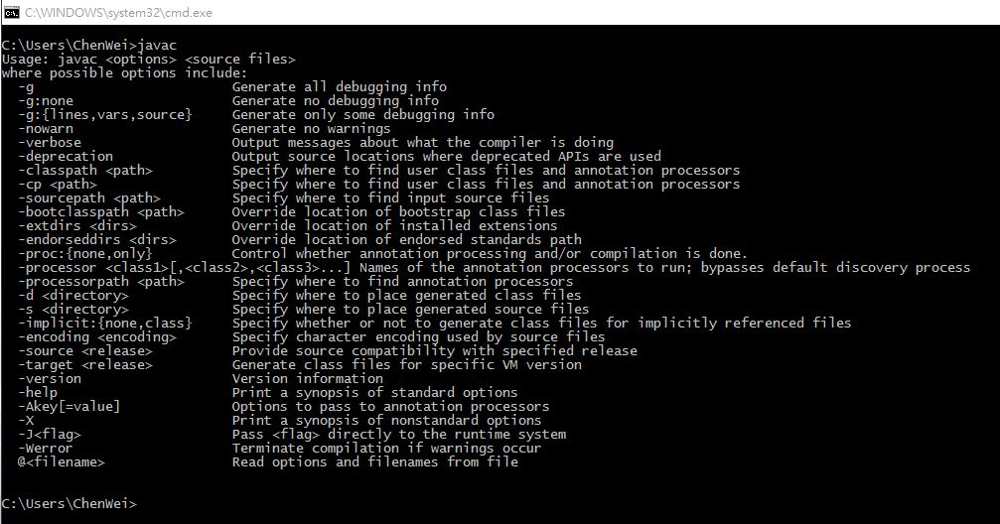 C:\WINDOWS\system32\cmd.exe
C:\Users\ChenWei>javac
Usage: javac <options> <source files>
where possible options include:
  -g                         Generate all debugging info
  -g:none                    Generate no debugging info
  -g:{lines,vars,source}     Generate only some debugging info
  -nowarn                    Generate no warnings
  -verbose                   Output messages about what the compiler is doing
  -deprecation               Output source locations where deprecated APIs are used
  -classpath <path>          Specify where to find user class files and annotation processors
  -cp <path>                 Specify where to find user class files and annotation processors
  -sourcepath <path>         Specify where to find input source files
  -bootclasspath <path>      Override location of bootstrap class files
  -extdirs <dirs>            Override location of installed extensions
  -endorseddirs <dirs>       Override location of endorsed standards path
  -proc:{none,only}          Control whether annotation processing and/or compilation is done.
  -processor <class1>[,<class2>,<class3>...] Names of the annotation processors to run; bypasses default discovery process
  -processorpath <path>      Specify where to find annotation processors
  -d <directory>             Specify where to place generated class files
  -s <directory>             Specify where to place generated source files
  -implicit:{none,class}     Specify whether or not to generate class files for implicitly referenced files
  -encoding <encoding>       Specify character encoding used by source files
  -source <release>          Provide source compatibility with specified release
  -target <release>          Generate class files for specific VM version
  -version                   Version information
  -help                      Print a synopsis of standard options
  -Akey[=value]              Options to pass to annotation processors
  -X                         Print a synopsis of nonstandard options
  -J<flag>                   Pass <flag> directly to the runtime system
  -Werror                    Terminate compilation if warnings occur
  @<filename>                Read options and filenames from file
C:\Users\ChenWei>